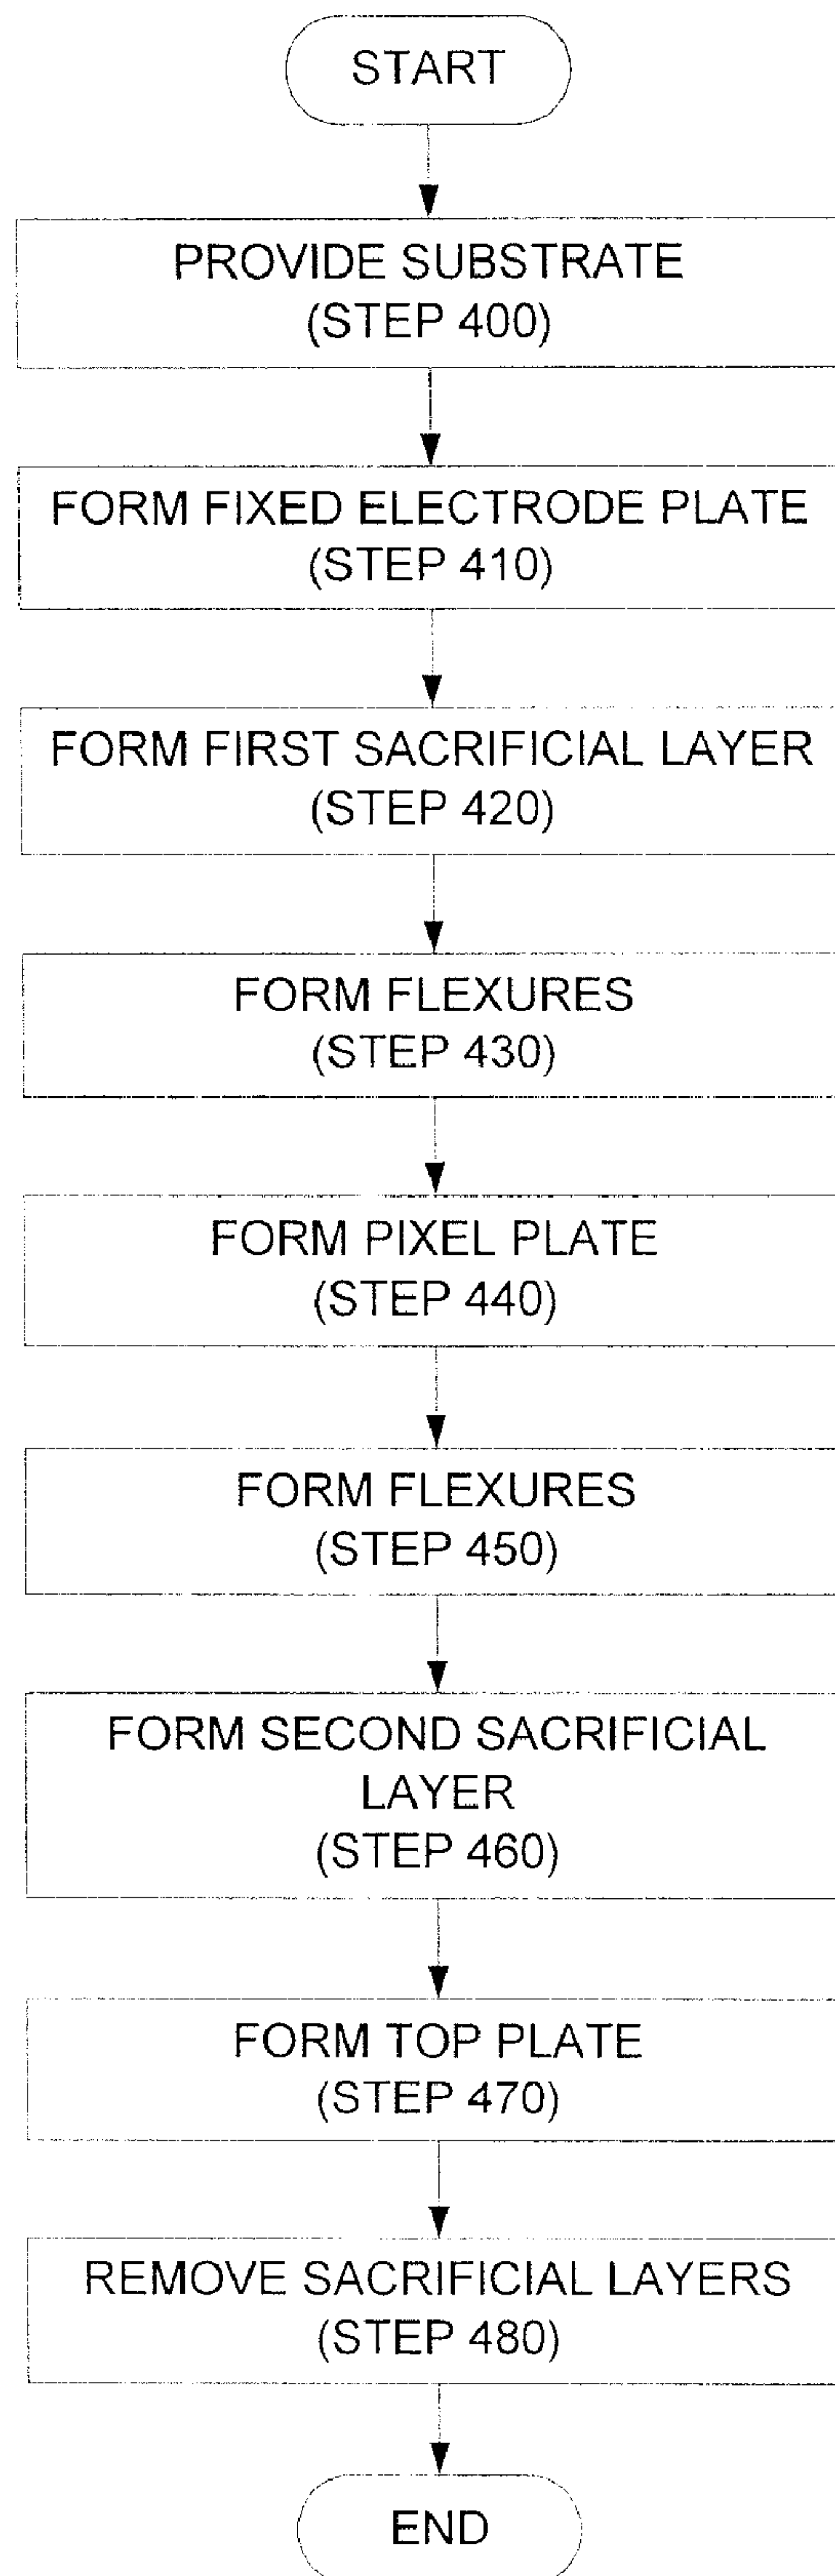 START
PROVIDE SUBSTRATE
(STEP 400)
FORM FIXED ELECTRODE PLATE
(STEP 410)
FORM FIRST SACRIFICIAL LAYER
(STEP 420)
FORM FLEXURES
(STEP 430)
FORM PIXEL PLATE
(STEP 440)
FORM FLEXURES
(STEP 450)
FORM SECOND SACRIFICIAL
LAYER
(STEP 460)
FORM TOP PLATE
(STEP 470)
REMOVE SACRIFICIAL LAYERS
(STEP 480)
END